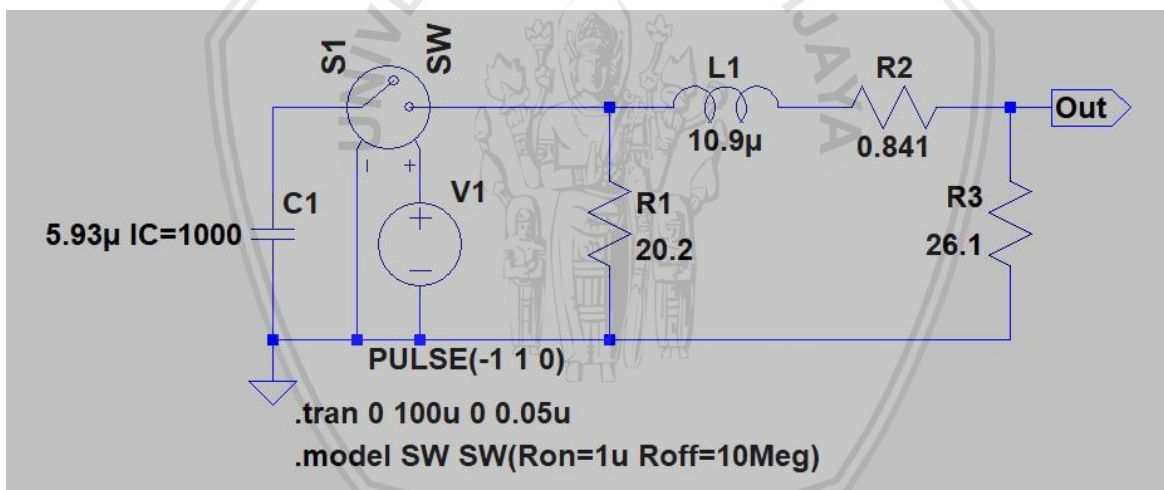 UNIVE
IJAYA
S1
SW
L1
10.9µ
R2
0.841
Out
C1
5.93µ IC=1000
V1
R1
20.2
R3
26.1
PULSE(-1 1 0)
.tran 0 100u 0 0.05u
.model SW SW(Ron=1u Roff=10Meg)